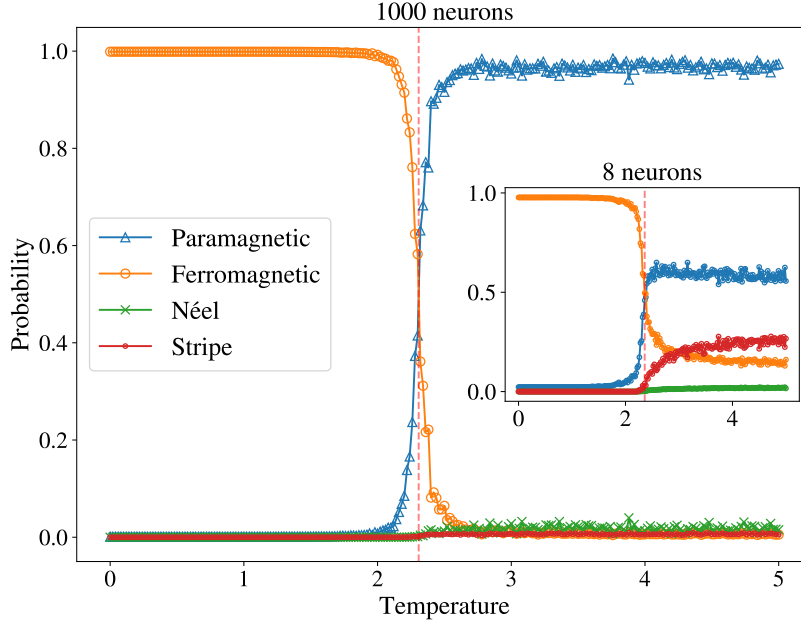 1000 neurons
1.0
0.8
0.6
0.4
0.2
0.0
Probability
Paramagnetic
Ferromagnetic
Néel
Stripe
8 neurons
1.0
0.5
0.0
0 2 4
0 1 2 3 4 5
Temperature